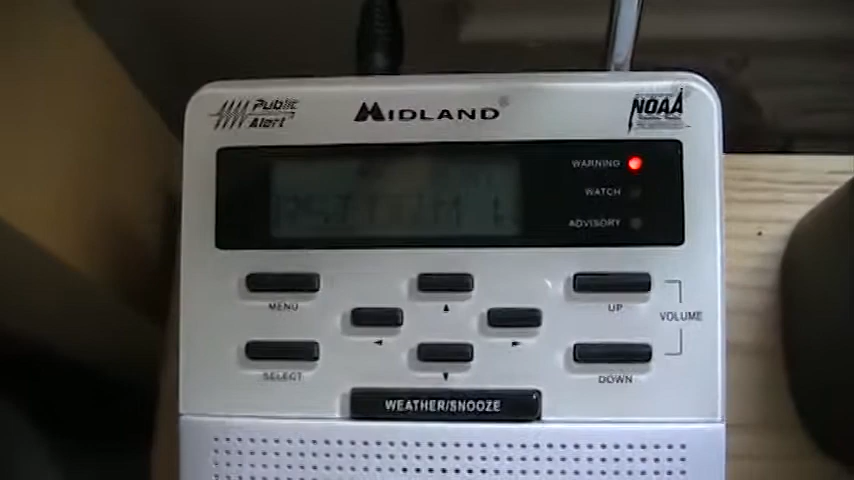 Public
Alert
MIDLAND
NOAA
WARNING
WATCH
ADVISORY
MENU
UP
VOLUME
SELECT
DOWN
WEATHER/SNOOZE